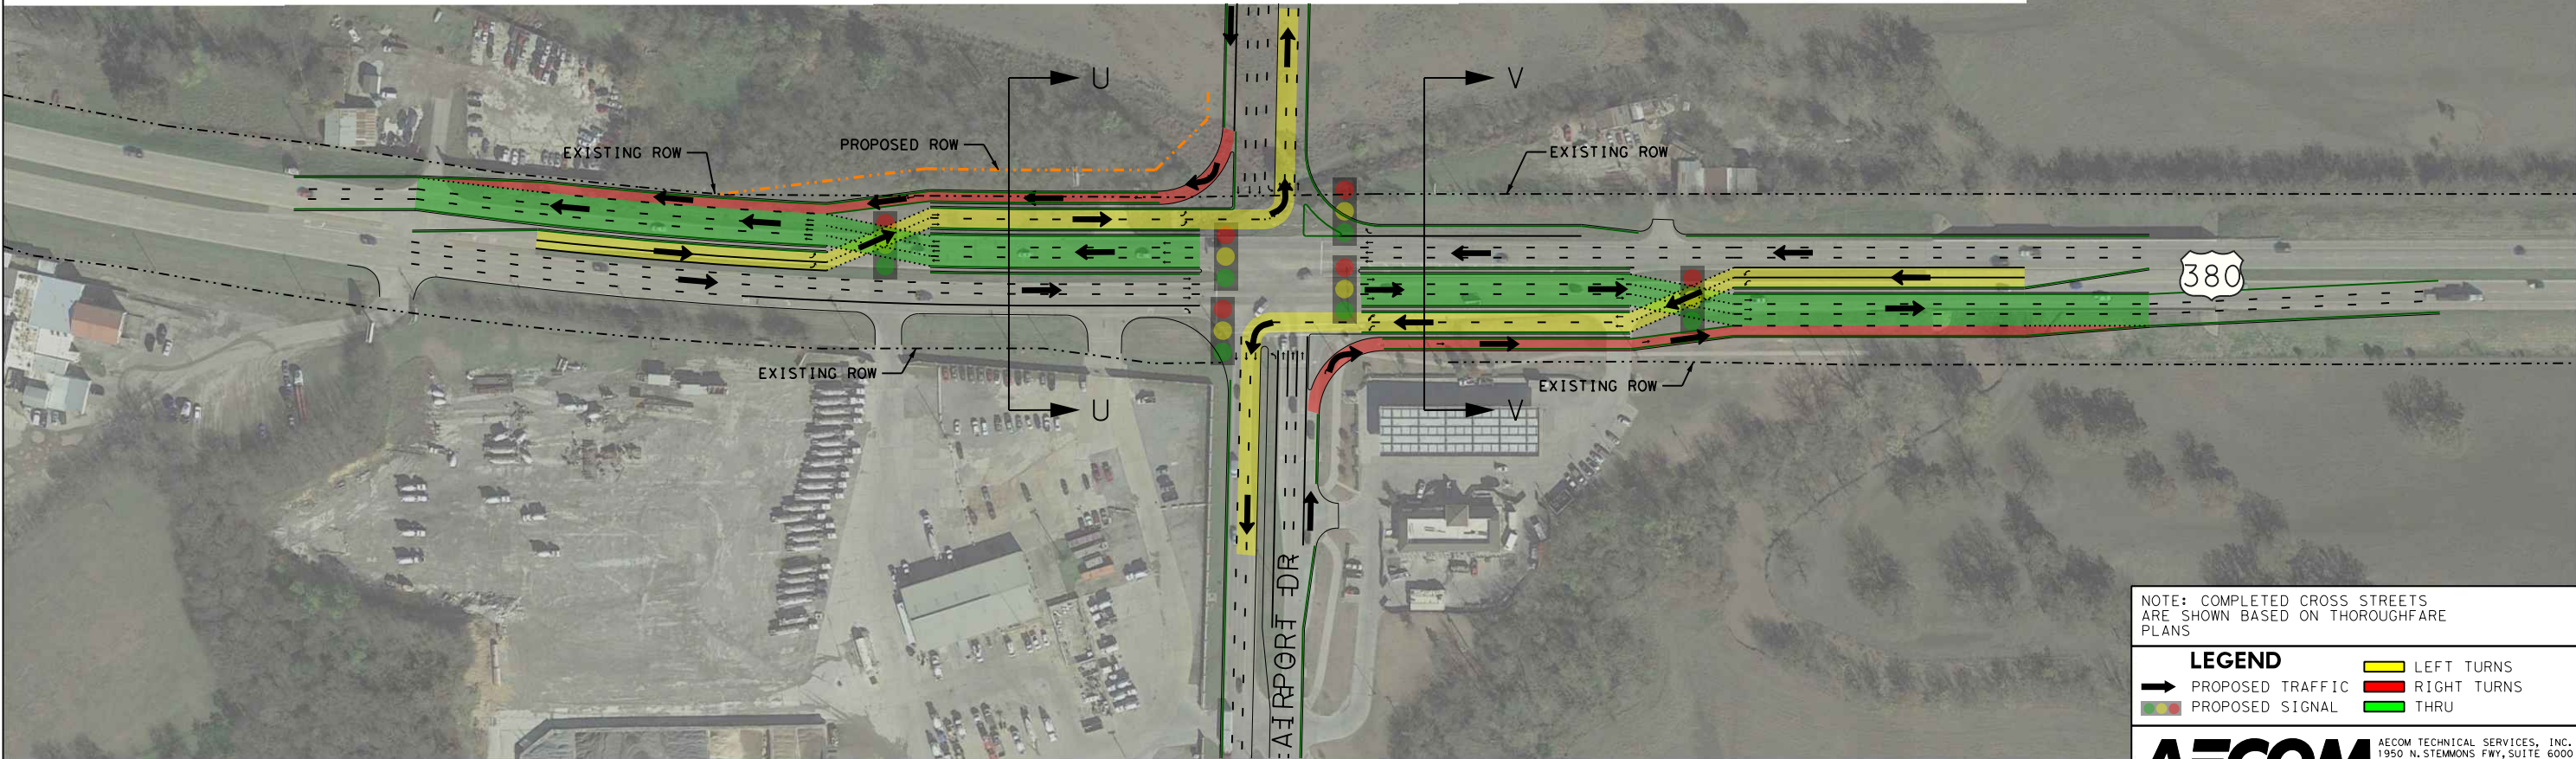 U
V
PROPOSED ROW
EXISTING ROW
EXISTING ROW
380
EXISTING ROW
EXISTING ROW
U
V
AIRPORT DR
NOTE: COMPLETED CROSS STREETS
ARE SHOWN BASED ON THOROUGHFARE
PLANS
LEGEND
LEFT TURNS
PROPOSED TRAFFIC
RIGHT TURNS
PROPOSED SIGNAL
THRU
AECOM
AECOM TECHNICAL SERVICES, INC.
1950 N. STEMMONS FWY, SUITE 6000